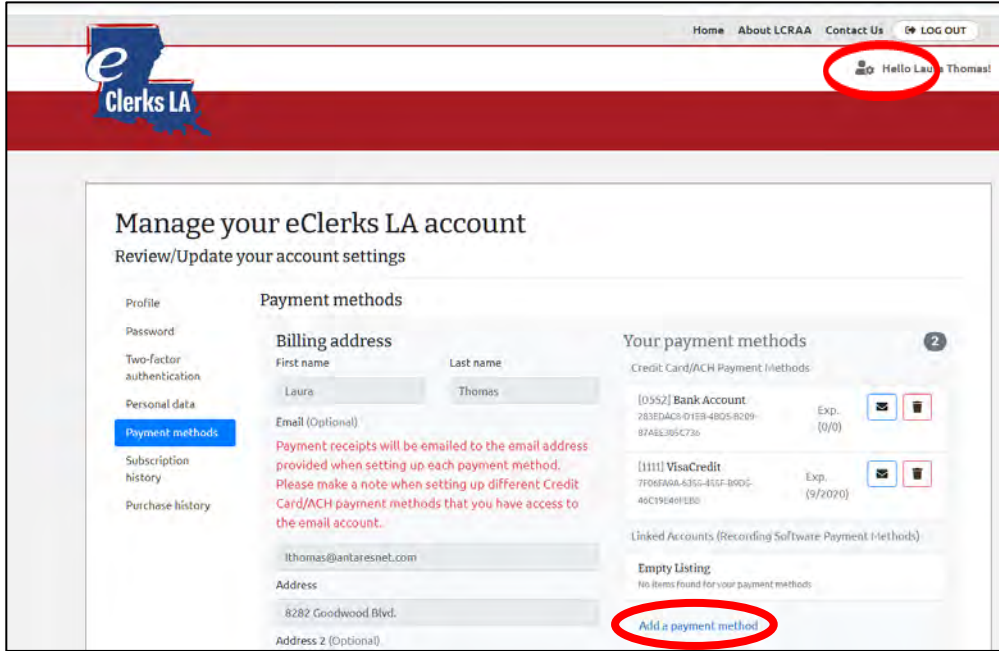 Home About LCRAA Contact Us LOG OUT
Hello Laura Thomas!
e
Clerks LA
Manage your eClerks LA account
Review/Update your account settings
Profile
Password
Two-factor
authentication
Personal data
Payment methods
Subscription
history
Purchase history
Payment methods
Billing address
First name Last name
Laura Thomas
Email (Optional)
Payment receipts will be emailed to the email address
provided when setting up each payment method.
Please make a note when setting up different Credit
Card/ACH payment methods that you have access to
the email account.
lthomas@antaresnet.com
Address
8282 Goodwood Blvd.
Address 2 (Optional)
Your payment methods 2
Credit Card/ACH Payment Methods
[0552] Bank Account
Exp.
(0/0)
[1111] VisaCredit
Exp.
(9/2020)
Linked Accounts (Recording Software Payment Methods)
Empty Listing
No items found for your payment methods
Add a payment method